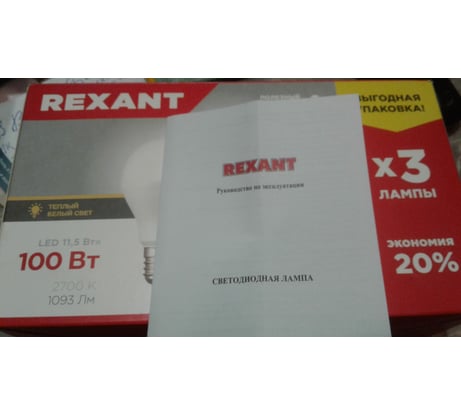 REXANT
ВЫГОДНАЯ
УПАКОВКА!
REXANT
Руководство по эксплуатации
СВЕТОДИОДНАЯ ЛАМПА
x3
ЛАМПЫ
ЭКОНОМИЯ
20%
ТЕПЛЫЙ
БЕЛЫЙ СВЕТ
LED 11,5 Вт
100 Вт
2700 K
1093 Лм